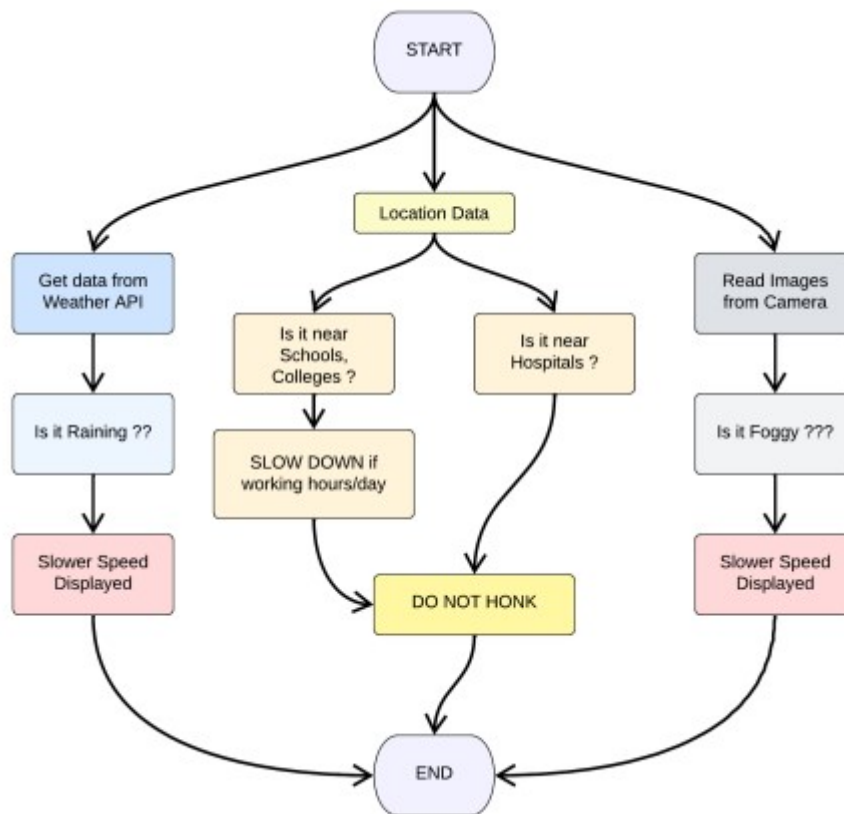 START
Location Data
Get data from
Weather API
Read Images
from Camera
Is it near
Schools,
Colleges ?
Is it near
Hospitals ?
Is it Raining ??
SLOW DOWN if
working hours/day
Is it Foggy ???
Slower Speed
Displayed
DO NOT HONK
Slower Speed
Displayed
END